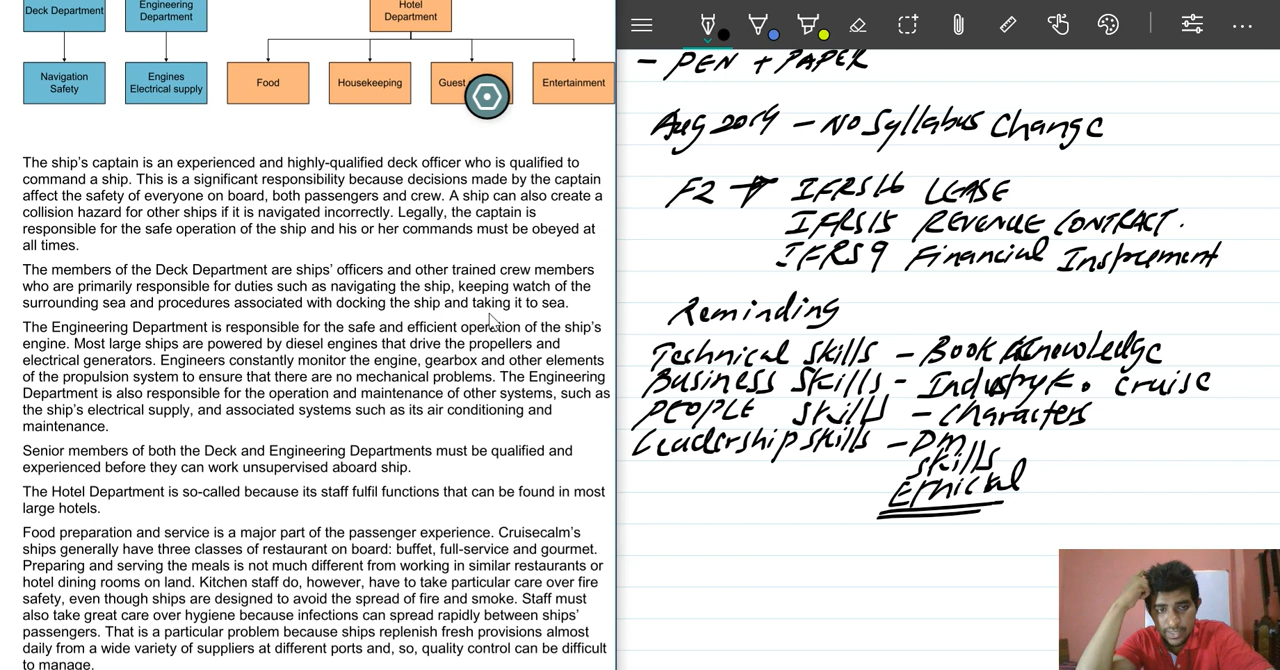 Deck Department
Engineering
Department
Hotel
Department
Navigation
Safety
Engines
Electrical supply
Food
Housekeeping
Guest
Entertainment
The ship's captain is an experienced and highly-qualified deck officer who is qualified to
command a ship. This is a significant responsibility because decisions made by the captain
affect the safety of everyone on board, both passengers and crew. A ship can also create a
collision hazard for other ships if it is navigated incorrectly. Legally, the captain is
responsible for the safe operation of the ship and his or her commands must be obeyed at
all times.
The members of the Deck Department are ships' officers and other trained crew members
who are primarily responsible for duties such as navigating the ship, keeping watch of the
surrounding sea and procedures associated with docking the ship and taking it to sea.
The Engineering Department is responsible for the safe and efficient operation of the ship's
engine. Most large ships are powered by diesel engines that drive the propellers and
electrical generators. Engineers constantly monitor the engine, gearbox and other elements
of the propulsion system to ensure that there are no mechanical problems. The Engineering
Department is also responsible for the operation and maintenance of other systems, such as
the ship's electrical supply, and associated systems such as its air conditioning and
maintenance.
Senior members of both the Deck and Engineering Departments must be qualified and
experienced before they can work unsupervised aboard ship.
The Hotel Department is so-called because its staff fulfil functions that can be found in most
large hotels.
Food preparation and service is a major part of the passenger experience. Cruisecalm's
ships generally have three classes of restaurant on board: buffet, full-service and gourmet.
Preparing and serving the meals is not much different from working in similar restaurants or
hotel dining rooms on land. Kitchen staff do, however, have to take particular care over fire
safety, even though ships are designed to avoid the spread of fire and smoke. Staff must
also take great care over hygiene because infections can spread rapidly between ships'
passengers. That is a particular problem because ships replenish fresh provisions almost
daily from a wide variety of suppliers at different ports and, so, quality control can be difficult
to manage.
- PEN + PAPER
Aug 2019 - No Syllabus Change
F2 → IFRS16 LEASE
IFRS15 REVENUE CONTRACT.
IFRS9 Financial Instrument
Reminding
Technical skills - Book Knowledge
Business skills - Industry K. cruise
PEOPLE skills - characters
Leadership skills - DM
skills
Ethical